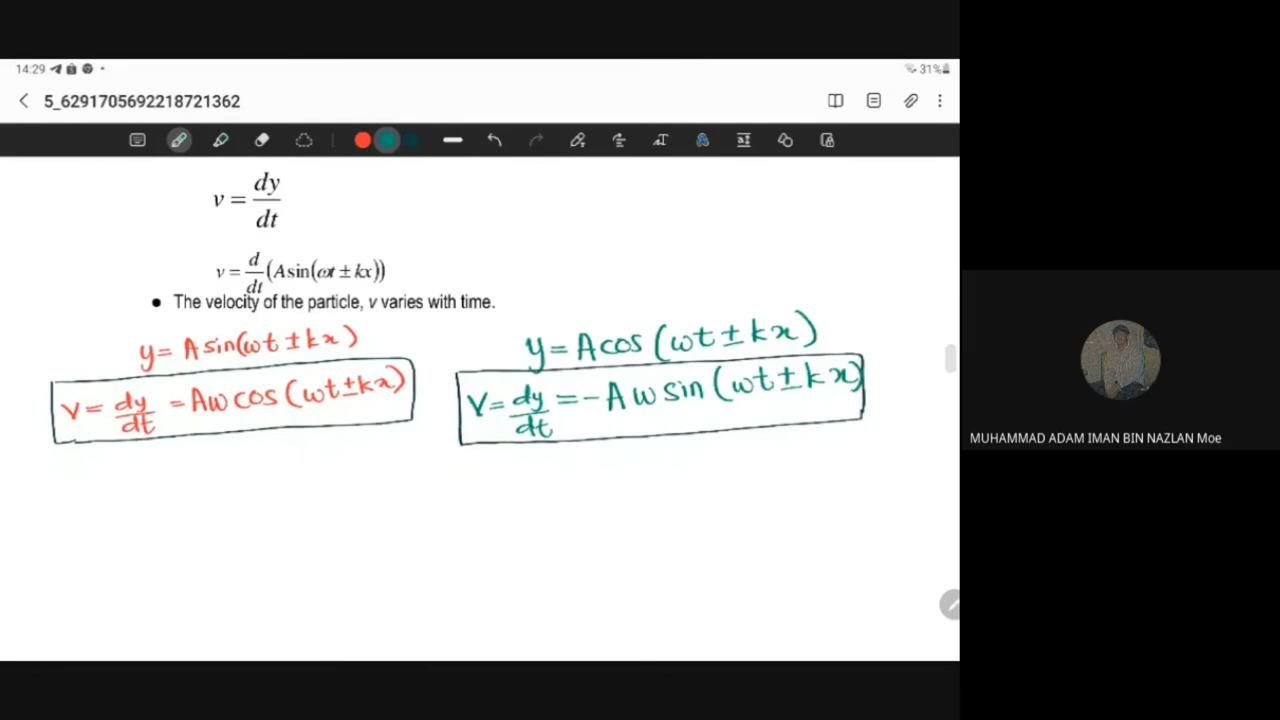 14:29
31%
5_6291705692218721362
v = dy/dt
v = d/dt (A sin(ωt ± kx))
● The velocity of the particle, v varies with time.
y = A sin(ωt ± kx)
v = dy/dt = Aω cos(ωt ± kx)
y = A cos(ωt ± kx)
v = dy/dt = -Aω sin(ωt ± kx)
MUHAMMAD ADAM IMAN BIN NAZLAN Moe